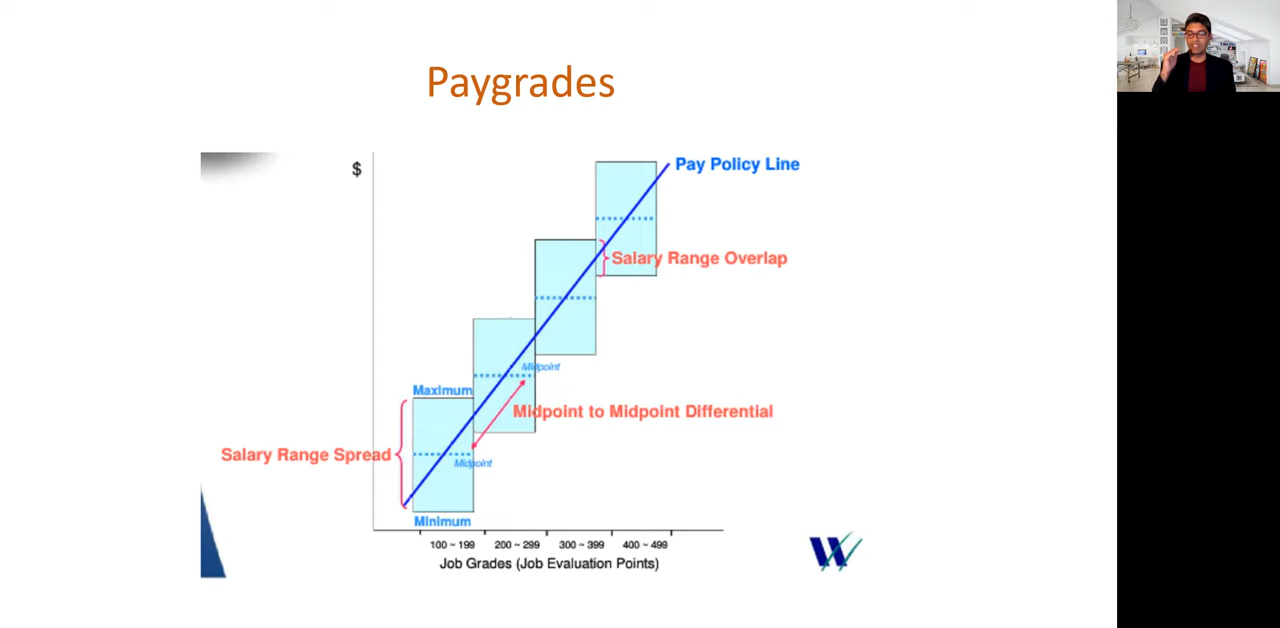 Paygrades
$
Pay Policy Line
Salary Range Overlap
Midpoint
Maximum
Midpoint to Midpoint Differential
Salary Range Spread
Midpoint
Minimum
100 ~ 199 200 ~ 299 300 ~ 399 400 ~ 499
Job Grades (Job Evaluation Points)
W